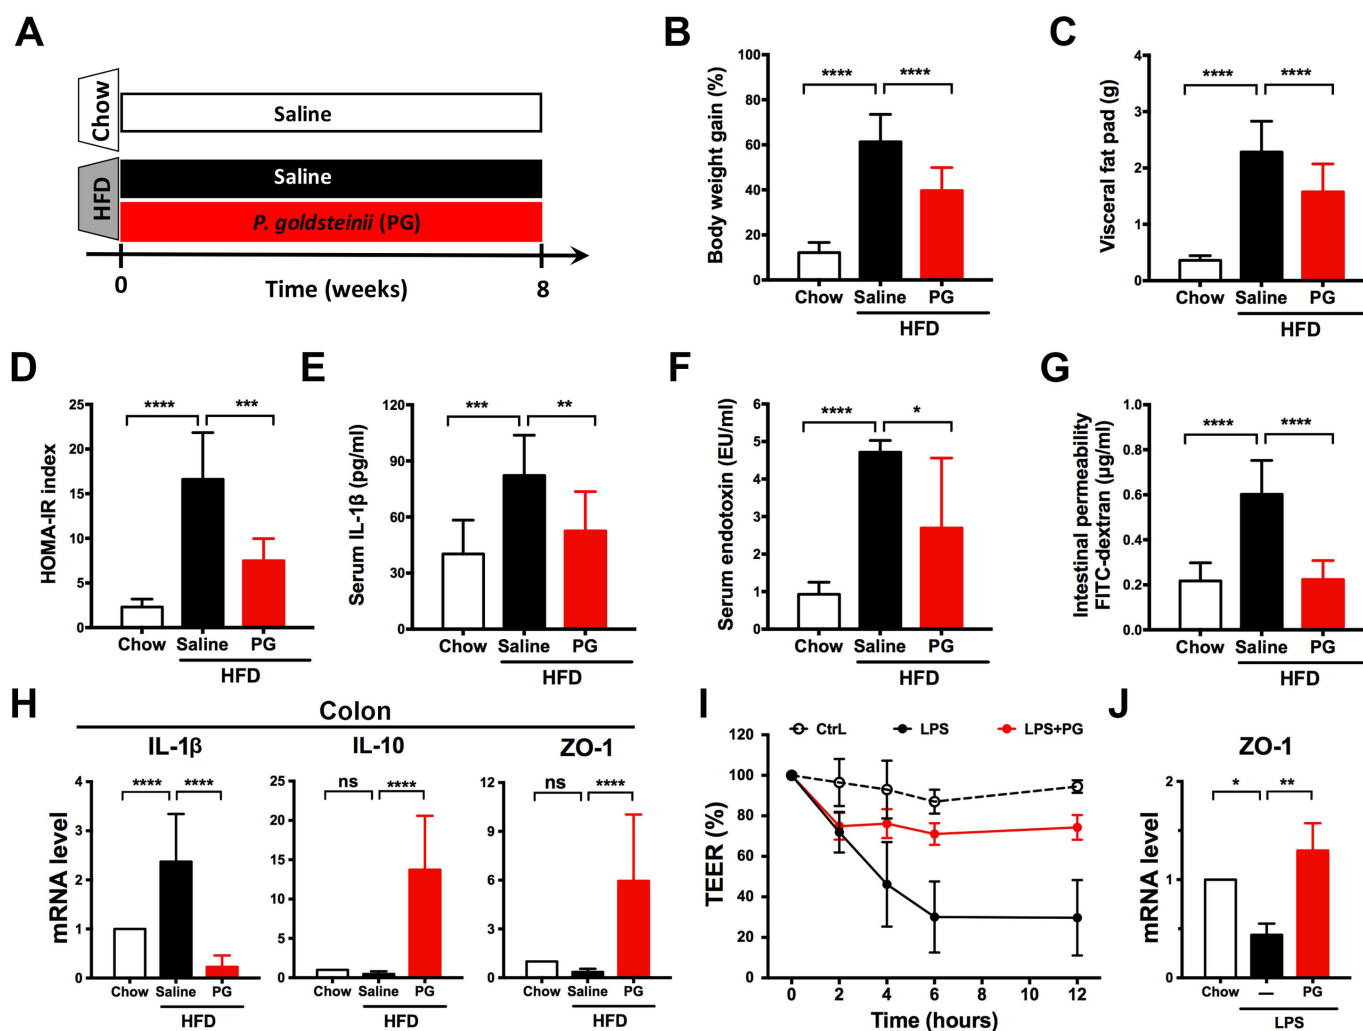 A
Chow
Saline
HFD
Saline
P. goldsteinii (PG)
0
Time (weeks)
8
B
Body weight gain (%)
100
80
60
40
20
0
****
****
Chow
Saline
PG
HFD
C
Visceral fat pad (g)
4
3
2
1
0
****
****
Chow
Saline
PG
HFD
D
HOMA-IR index
25
20
15
10
5
0
****
***
Chow
Saline
PG
HFD
E
Serum IL-1β (pg/ml)
120
90
60
30
0
***
**
Chow
Saline
PG
HFD
F
Serum endotoxin (EU/ml)
6
5
4
3
2
1
0
****
*
Chow
Saline
PG
HFD
G
Intestinal permeability
FITC-dextran (μg/ml)
1.0
0.8
0.6
0.4
0.2
0.0
****
****
Chow
Saline
PG
HFD
H
Colon
mRNA level
IL-1β
4
3
2
1
0
****
****
Chow
Saline
PG
HFD
IL-10
25
20
15
10
5
0
ns
****
Chow
Saline
PG
HFD
ZO-1
12
9
6
3
0
ns
****
Chow
Saline
PG
HFD
I
TEER (%)
120
100
80
60
40
20
0
CtrL
LPS
LPS+PG
0
2
4
6
8
10
12
Time (hours)
J
ZO-1
mRNA level
2
1
0
*
**
Chow
—
PG
LPS